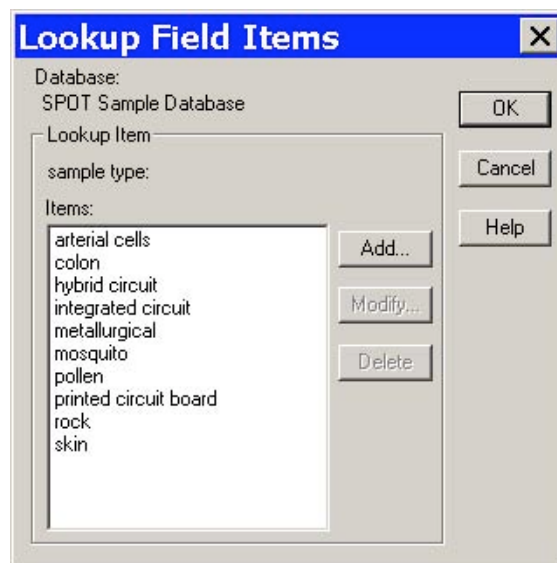 Lookup Field Items
Database:
SPOT Sample Database
OK
Lookup Item
sample type:
Cancel
Items:
Help
arterial cells
colon
hybrid circuit
integrated circuit
metallurgical
mosquito
pollen
printed circuit board
rock
skin
Add...
Modify...
Delete